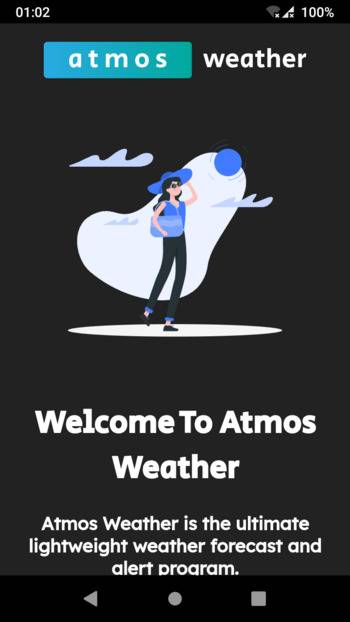 01:02
100%
atmos weather
Welcome To Atmos
Weather
Atmos Weather is the ultimate
lightweight weather forecast and
alert program.